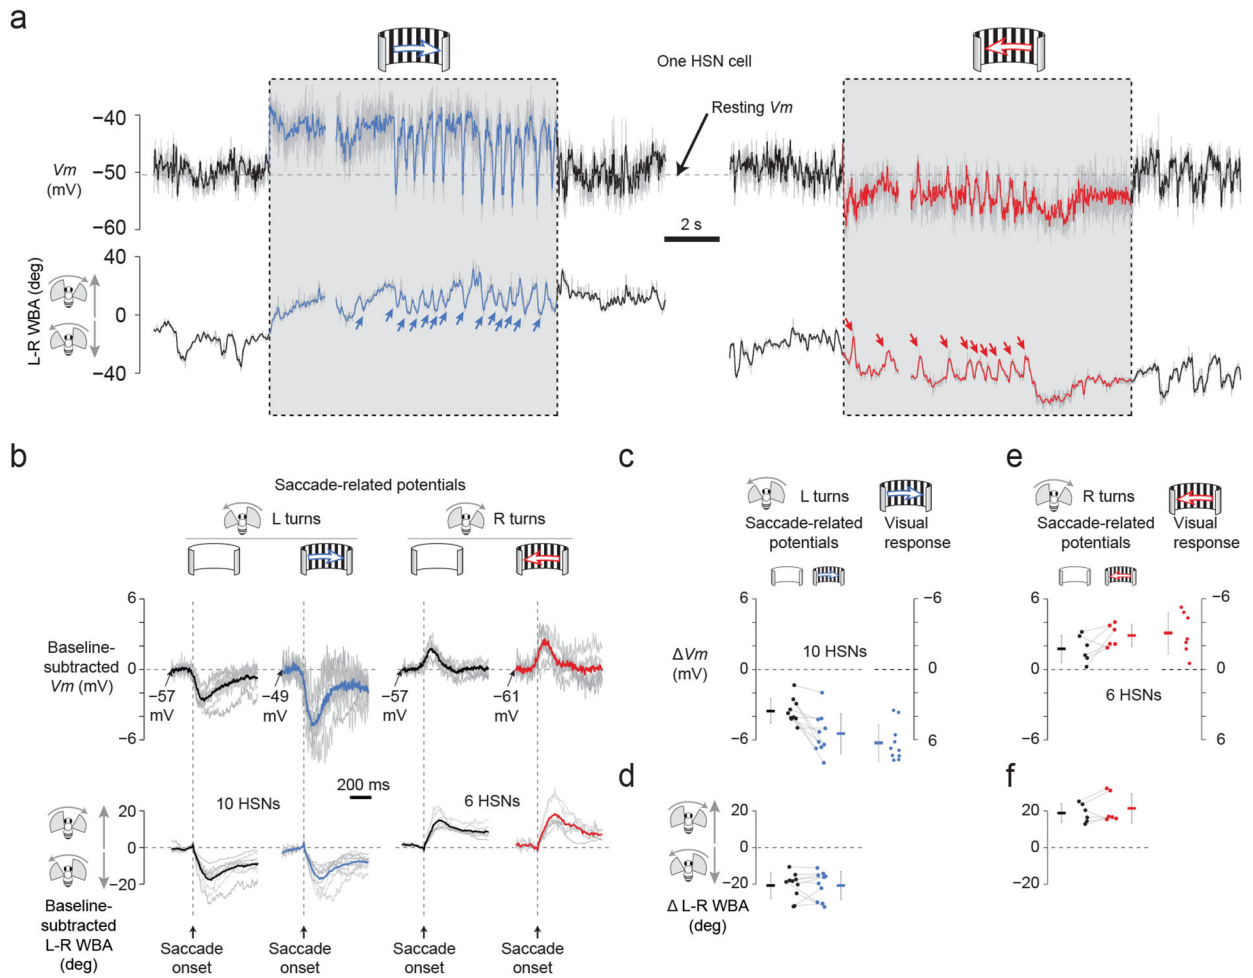 a
One HSN cell
Resting Vm
−40
−50
−60
Vm
(mV)
2 s
40
0
−40
L-R WBA (deg)
b
Saccade-related potentials
L turns
R turns
6
0
−6
Baseline-
subtracted
Vm (mV)
−57
mV
−49
mV
−57
mV
−61
mV
200 ms
10 HSNs
6 HSNs
20
0
−20
Baseline-
subtracted
L-R WBA
(deg)
Saccade
onset
Saccade
onset
Saccade
onset
Saccade
onset
c
L turns
Saccade-related
potentials
Visual
response
6
0
−6
ΔVm
(mV)
10 HSNs
−6
0
6
d
20
0
−20
Δ L-R WBA
(deg)
e
R turns
Saccade-related
potentials
Visual
response
6
0
−6
6 HSNs
−6
0
6
f
20
0
−20